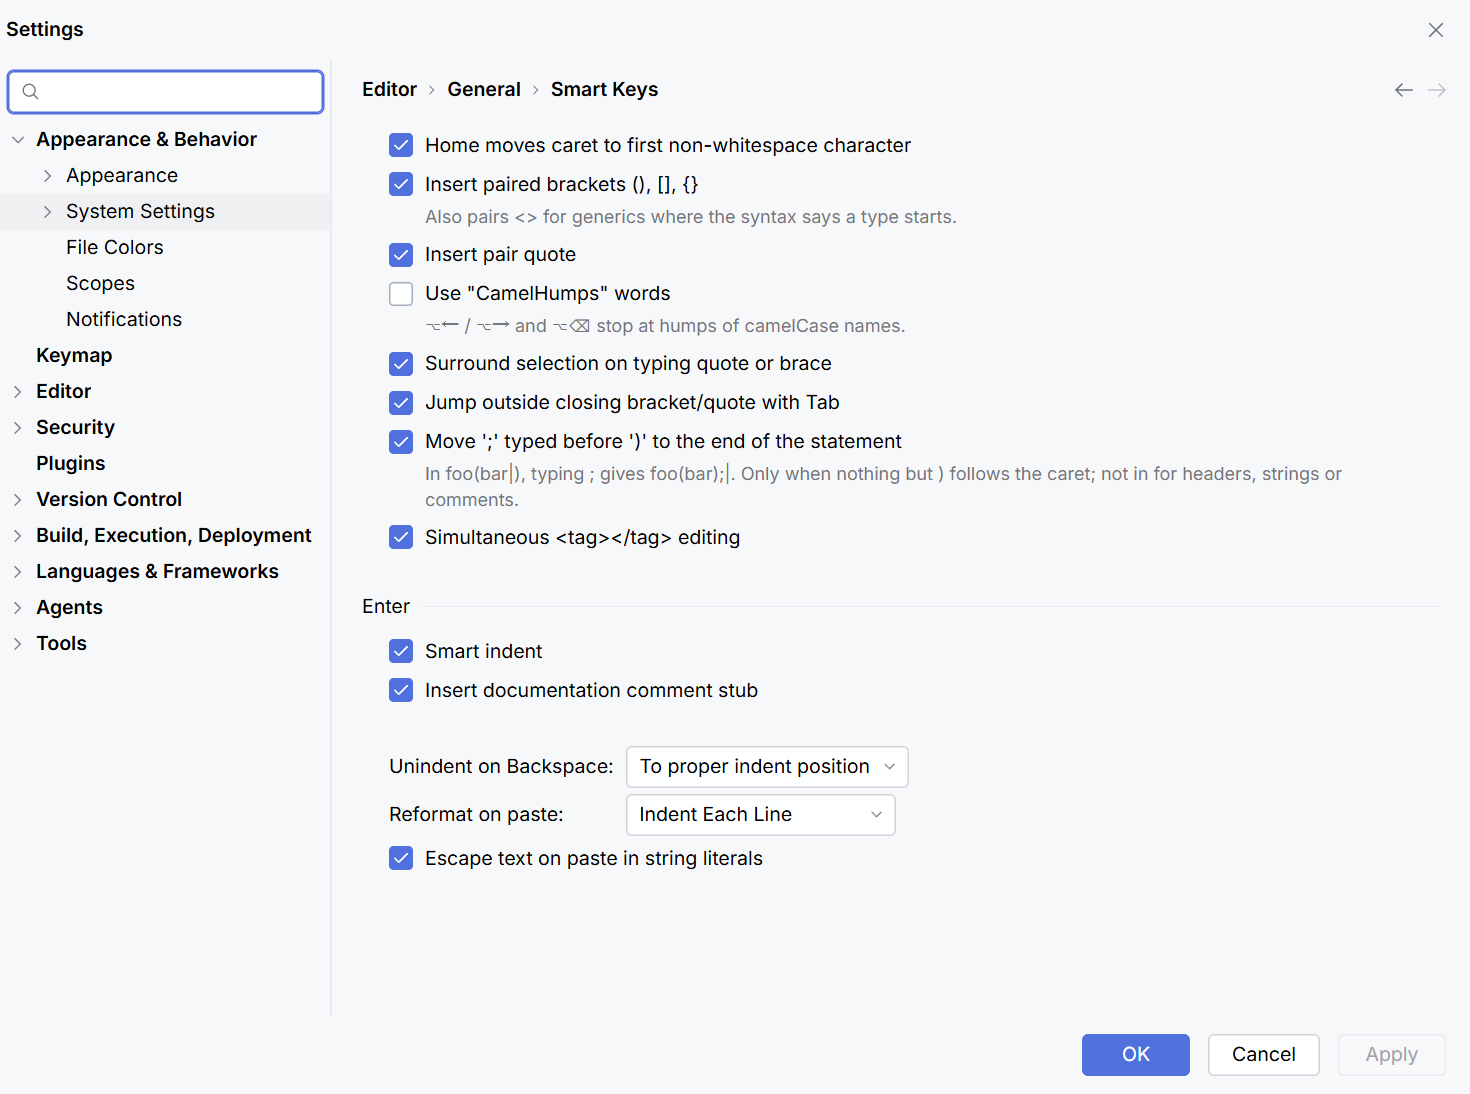 Settings
Appearance & Behavior
Appearance
System Settings
File Colors
Scopes
Notifications
Keymap
Editor
Security
Plugins
Version Control
Build, Execution, Deployment
Languages & Frameworks
Agents
Tools
Editor › General › Smart Keys
Home moves caret to first non-whitespace character
Insert paired brackets (), [], {}
Also pairs <> for generics where the syntax says a type starts.
Insert pair quote
Use "CamelHumps" words
⌥← / ⌥→ and ⌥⌫ stop at humps of camelCase names.
Surround selection on typing quote or brace
Jump outside closing bracket/quote with Tab
Move ';' typed before ')' to the end of the statement
In foo(bar|), typing ; gives foo(bar);|. Only when nothing but ) follows the caret; not in for headers, strings or
comments.
Simultaneous <tag></tag> editing
Enter
Smart indent
Insert documentation comment stub
Unindent on Backspace: To proper indent position
Reformat on paste: Indent Each Line
Escape text on paste in string literals
OK Cancel Apply